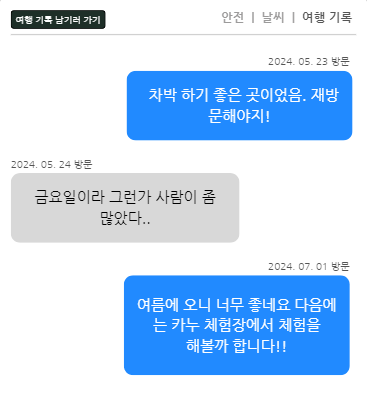 여행 기록 남기러 가기
안전 | 날씨 | 여행 기록
2024. 05. 23 방문
차박 하기 좋은 곳이었음. 재방
문해야지!
2024. 05. 24 방문
금요일이라 그런가 사람이 좀
많았다..
2024. 07. 01 방문
여름에 오니 너무 좋네요 다음에
는 카누 체험장에서 체험을
해볼까 합니다!!